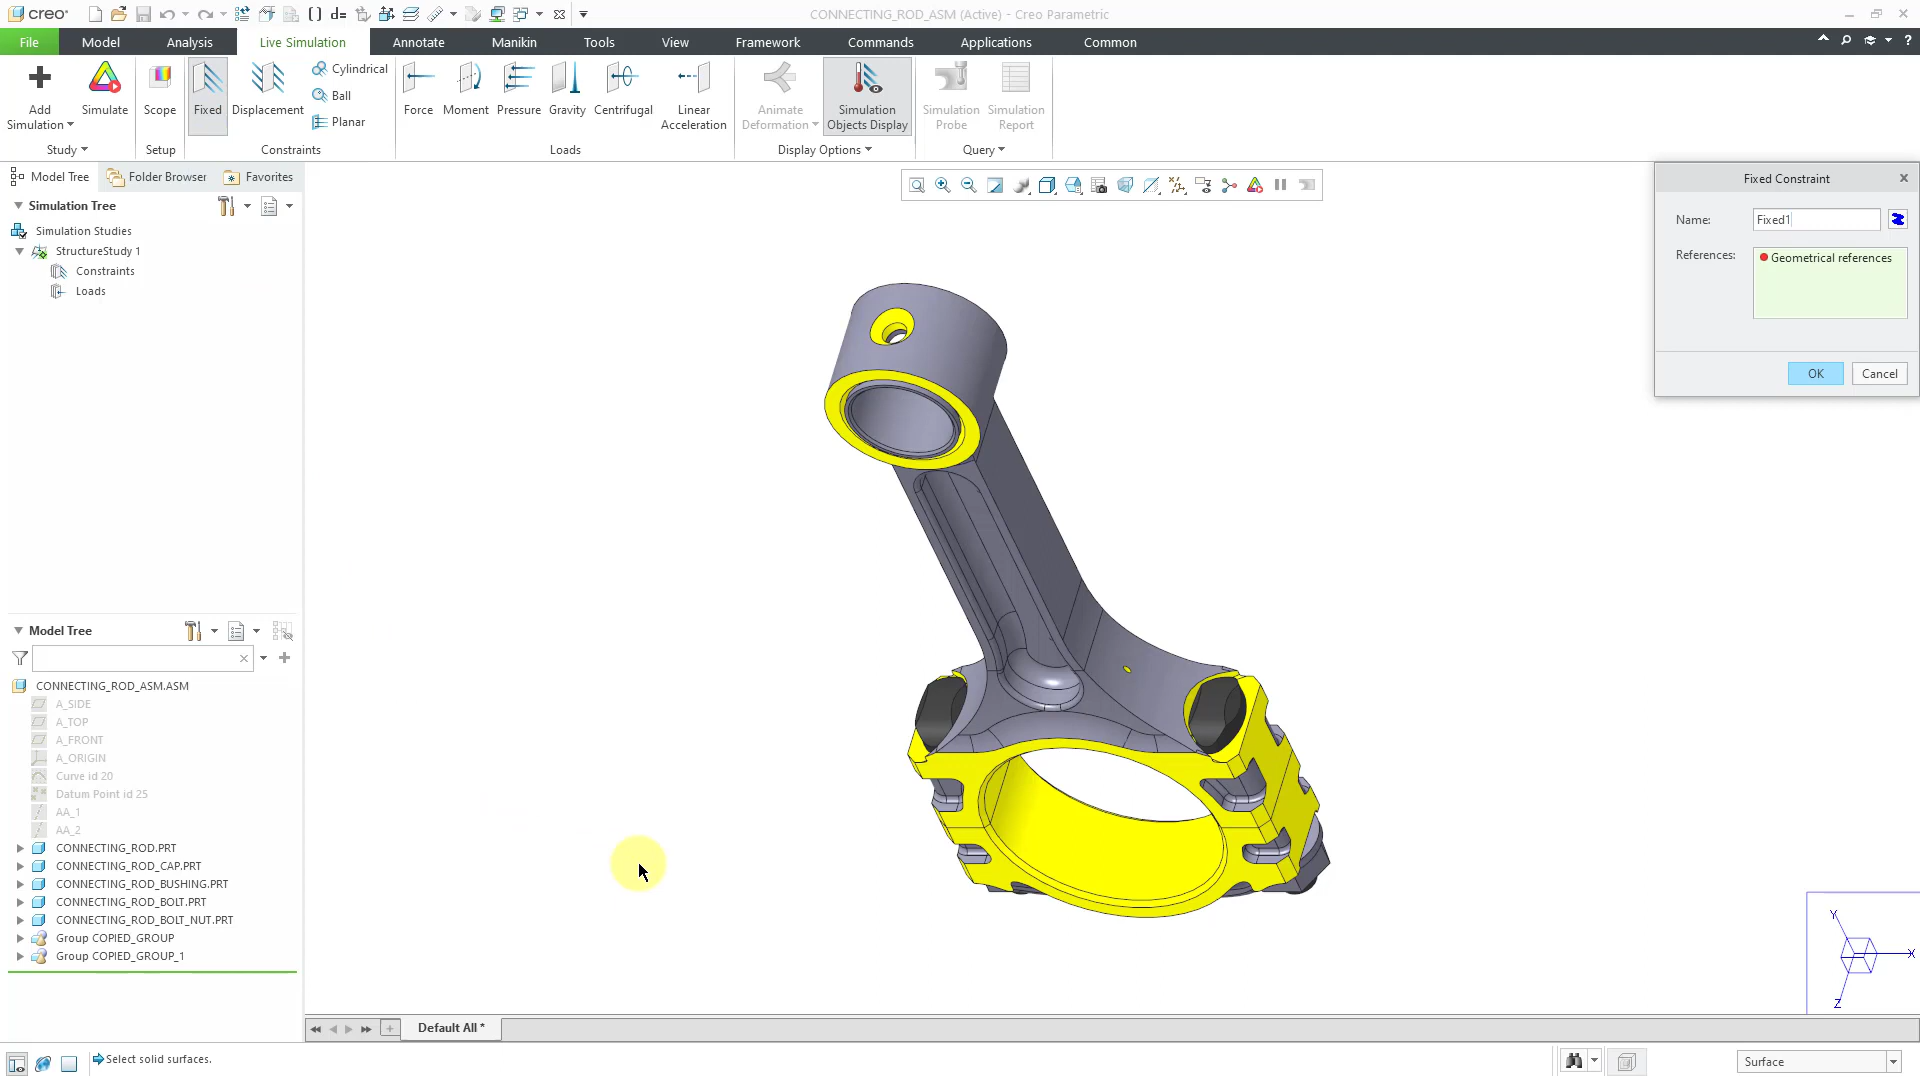 creo
CONNECTING_ROD_ASM (Active) - Creo Parametric
File
Model
Analysis
Live Simulation
Annotate
Manikin
Tools
View
Framework
Commands
Applications
Common
Add
Simulation
Simulate
Scope
Fixed
Displacement
Cylindrical
Ball
Planar
Force
Moment
Pressure
Gravity
Centrifugal
Linear
Acceleration
Animate
Deformation
Simulation
Objects Display
Simulation
Probe
Simulation
Report
Study
Setup
Constraints
Loads
Display Options
Query
Model Tree
Folder Browser
Favorites
Simulation Tree
Simulation Studies
StructureStudy 1
Constraints
Loads
Model Tree
CONNECTING_ROD_ASM.ASM
A_SIDE
A_TOP
A_FRONT
A_ORIGIN
Curve id 20
Datum Point id 25
AA_1
AA_2
CONNECTING_ROD.PRT
CONNECTING_ROD_CAP.PRT
CONNECTING_ROD_BUSHING.PRT
CONNECTING_ROD_BOLT.PRT
CONNECTING_ROD_BOLT_NUT.PRT
Group COPIED_GROUP
Group COPIED_GROUP_1
Fixed Constraint
Name:
Fixed1
References:
Geometrical references
OK
Cancel
Y
X
Z
Default All *
Select solid surfaces.
Surface